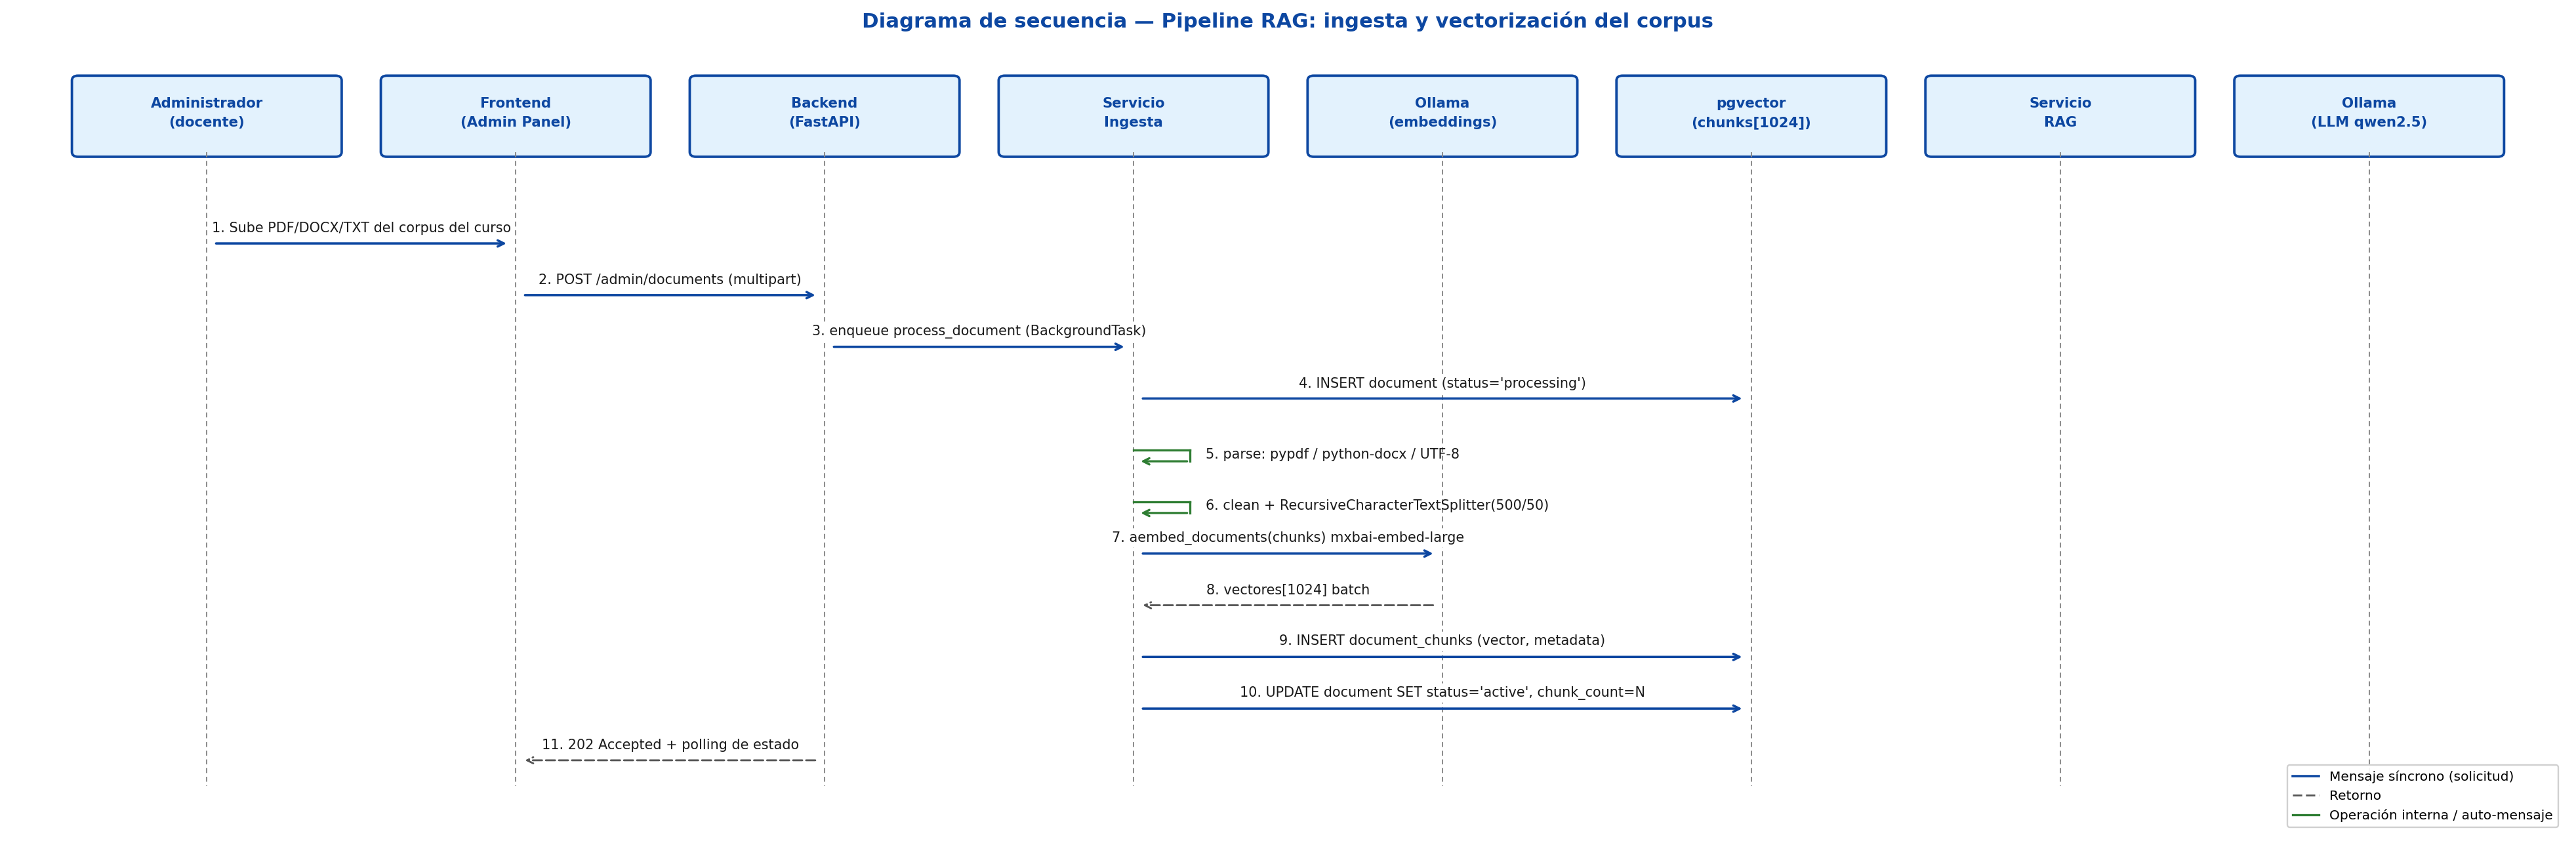 Diagrama de secuencia — Pipeline RAG: ingesta y vectorización del corpus
Administrador
(docente)
Frontend
(Admin Panel)
Backend
(FastAPI)
Servicio
Ingesta
Ollama
(embeddings)
pgvector
(chunks[1024])
Servicio
RAG
Ollama
(LLM qwen2.5)
1. Sube PDF/DOCX/TXT del corpus del curso
2. POST /admin/documents (multipart)
3. enqueue process_document (BackgroundTask)
4. INSERT document (status='processing')
5. parse: pypdf / python-docx / UTF-8
6. clean + RecursiveCharacterTextSplitter(500/50)
7. aembed_documents(chunks) mxbai-embed-large
8. vectores[1024] batch
9. INSERT document_chunks (vector, metadata)
10. UPDATE document SET status='active', chunk_count=N
11. 202 Accepted + polling de estado
Mensaje síncrono (solicitud)
Retorno
Operación interna / auto-mensaje